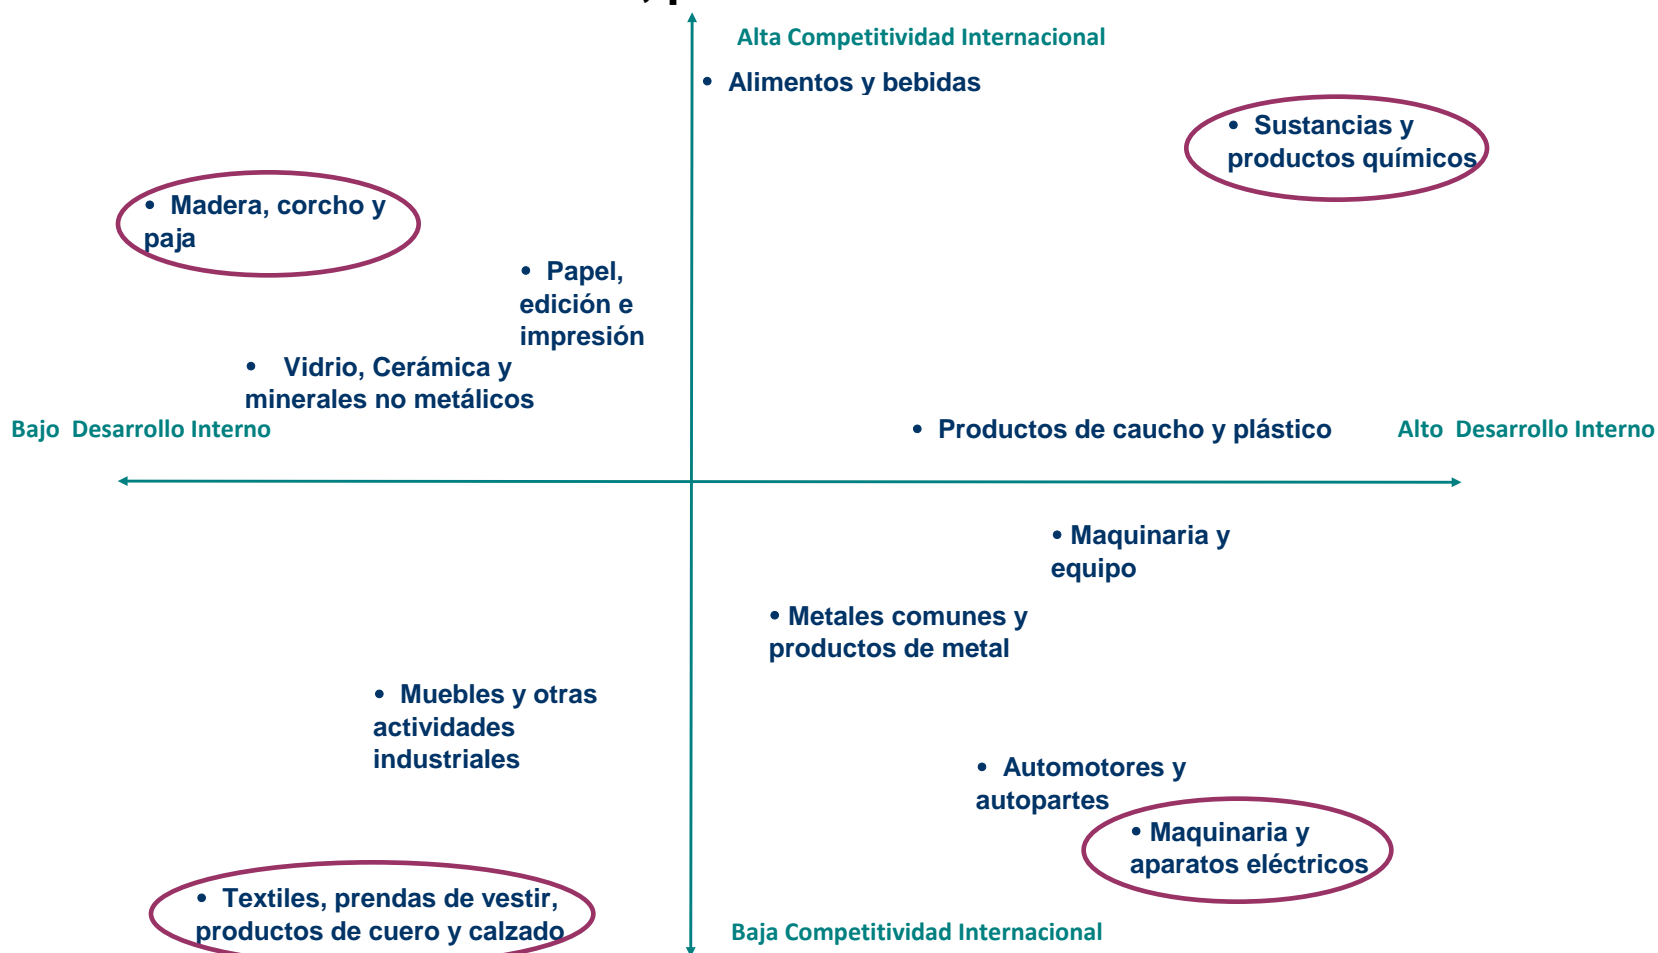 Alta Competitividad Internacional
• Alimentos y bebidas
• Sustancias y
productos químicos
• Madera, corcho y
paja
• Papel,
edición e
impresión
• Vidrio, Cerámica y
minerales no metálicos
Bajo Desarrollo Interno
• Productos de caucho y plástico
Alto Desarrollo Interno
• Maquinaria y
equipo
• Metales comunes y
productos de metal
• Muebles y otras
actividades
industriales
• Automotores y
autopartes
• Maquinaria y
aparatos eléctricos
• Textiles, prendas de vestir,
productos de cuero y calzado
Baja Competitividad Internacional